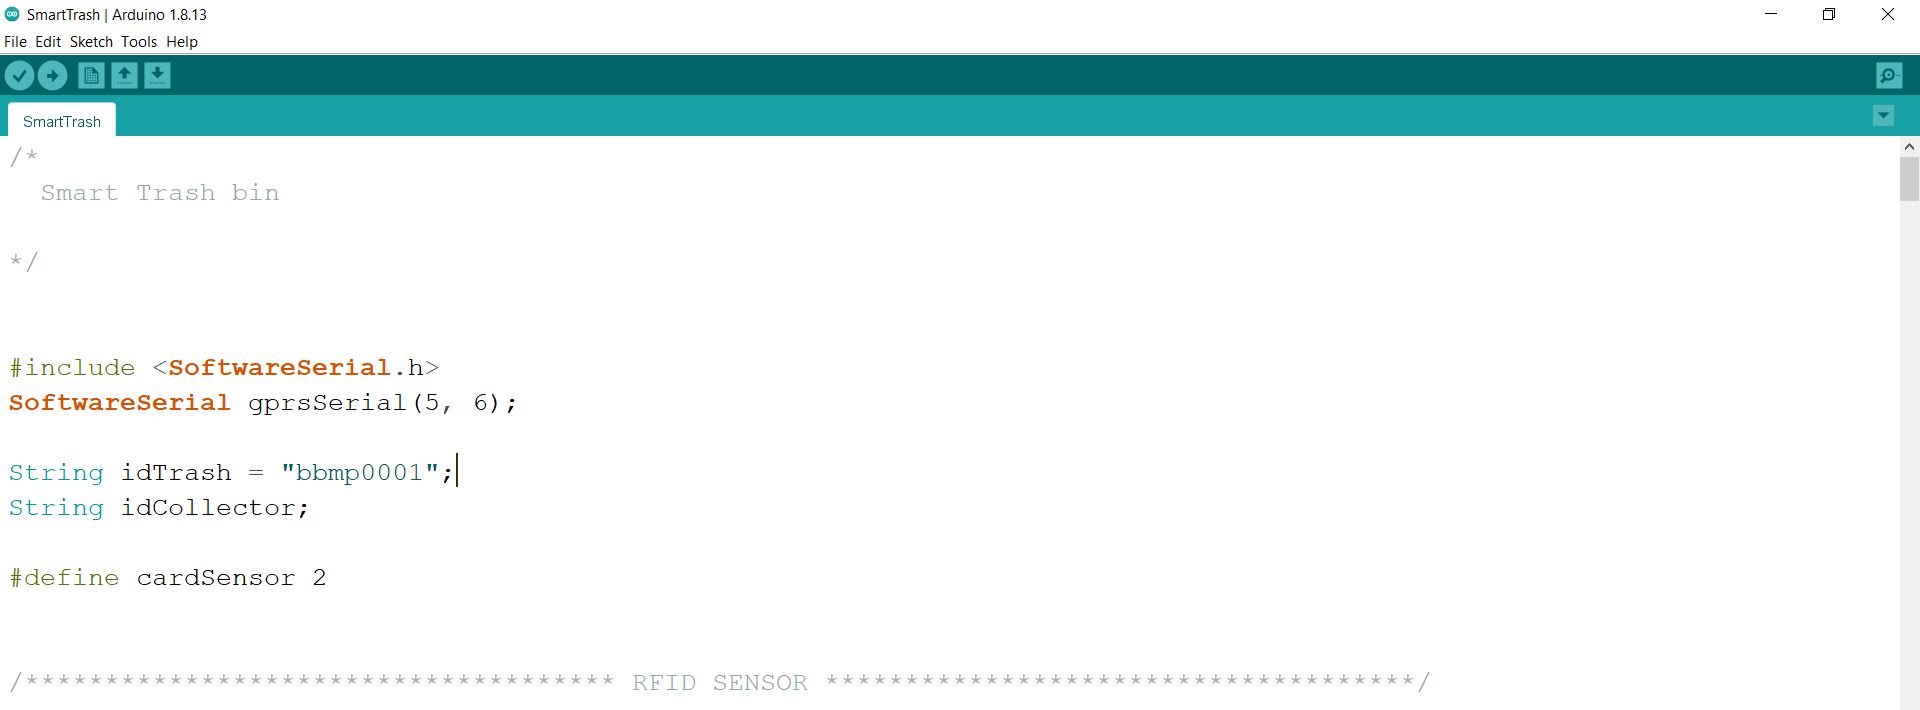 SmartTrash | Arduino 1.8.13
File Edit Sketch Tools Help
SmartTrash
/*
  Smart Trash bin
*/
#include <SoftwareSerial.h>
SoftwareSerial gprsSerial(5, 6);
String idTrash = "bbmp0001";
String idCollector;
#define cardSensor 2
/************************************* RFID SENSOR *************************************/